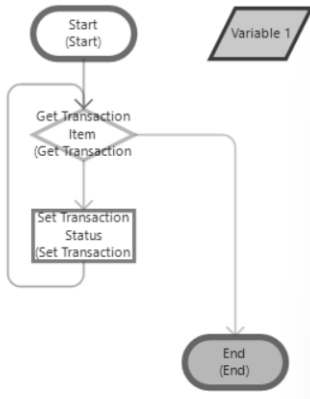 Start
(Start)
Variable 1
Get Transaction
Item
(Get Transaction
Set Transaction
Status
(Set Transaction
End
(End)